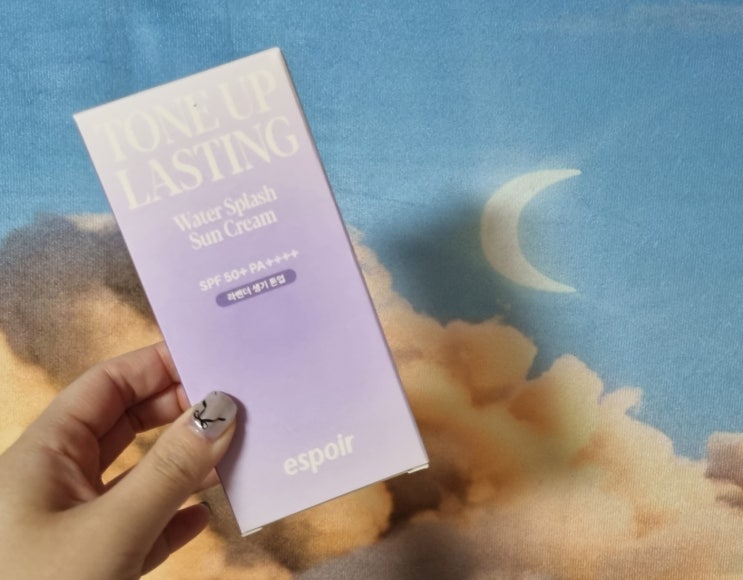 TONE UP
LASTING
Water Splash
Sun Cream
SPF 50+ PA++++
라벤더 생기 톤업
espoir